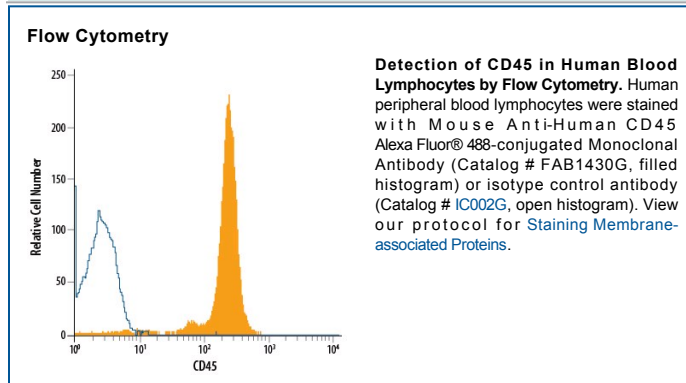 Flow Cytometry
250
200
150
100
50
0
Relative Cell Number
10⁰ 10¹ 10² 10³ 10⁴
CD45
Detection of CD45 in Human Blood
Lymphocytes by Flow Cytometry. Human
peripheral blood lymphocytes were stained
with Mouse Anti-Human CD45
Alexa Fluor® 488-conjugated Monoclonal
Antibody (Catalog # FAB1430G, filled
histogram) or isotype control antibody
(Catalog # IC002G, open histogram). View
our protocol for Staining Membrane-
associated Proteins.